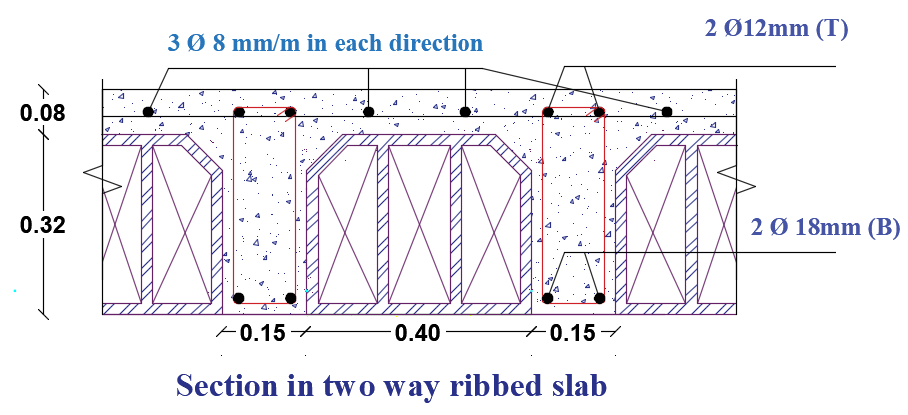 2 Ø12mm (T)
3 Ø 8 mm/m in each direction
0.08
0.32
2 Ø 18mm (B)
0.15
0.40
0.15
Section in two way ribbed slab